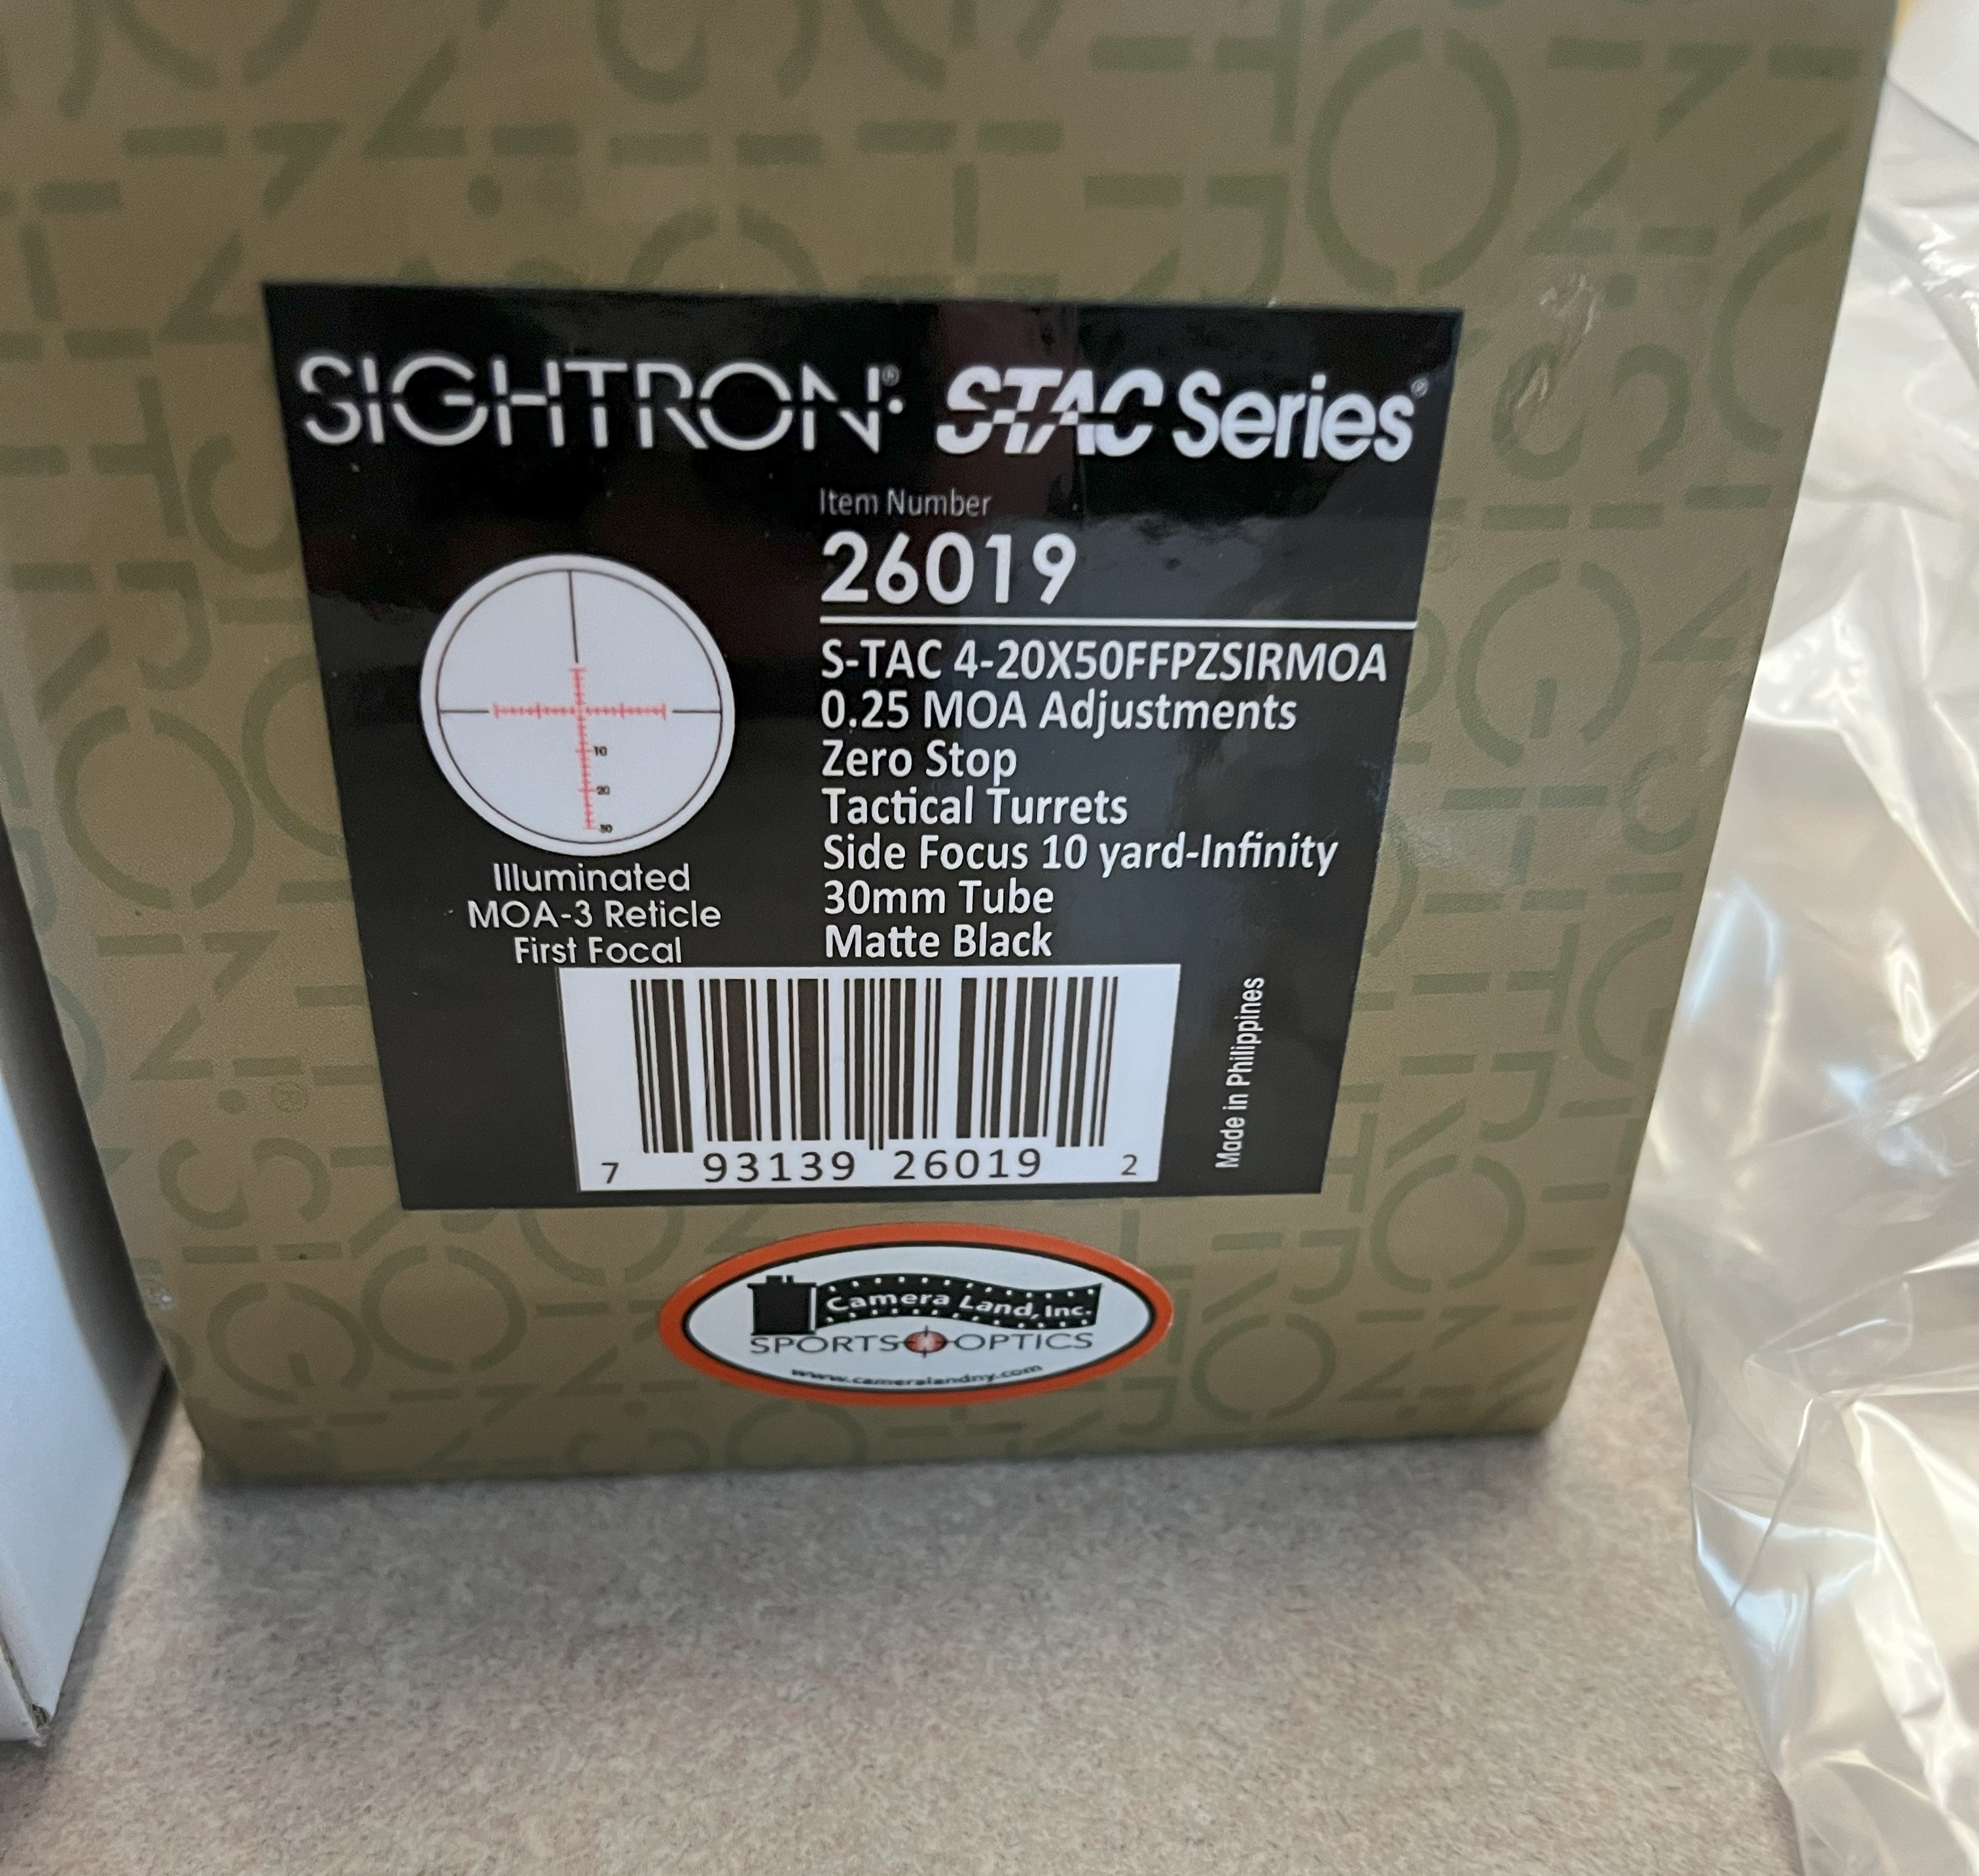 SIGHTRON® S-TAC Series®
Item Number
26019
S-TAC 4-20X50FFPZSIRMOA
0.25 MOA Adjustments
Zero Stop
Tactical Turrets
Side Focus 10 yard-Infinity
30mm Tube
Matte Black
10
20
30
Illuminated
MOA-3 Reticle
First Focal
7 93139 26019 2
Made in Philippines
Camera Land, Inc.
SPORTS OPTICS
www.cameralandny.com